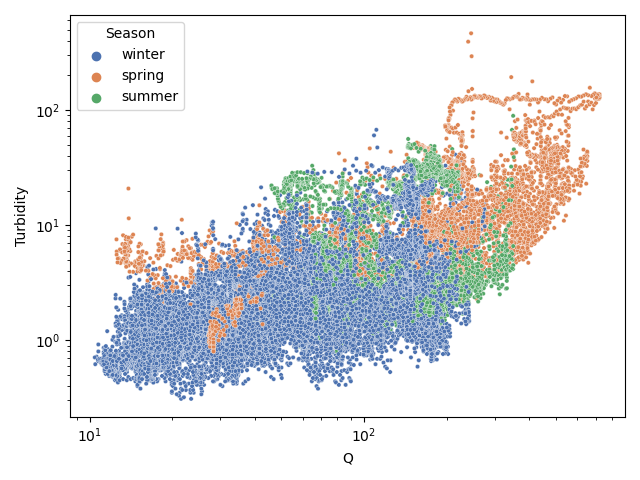 Season
winter
spring
summer
Turbidity
10²
10¹
10⁰
10¹
10²
Q